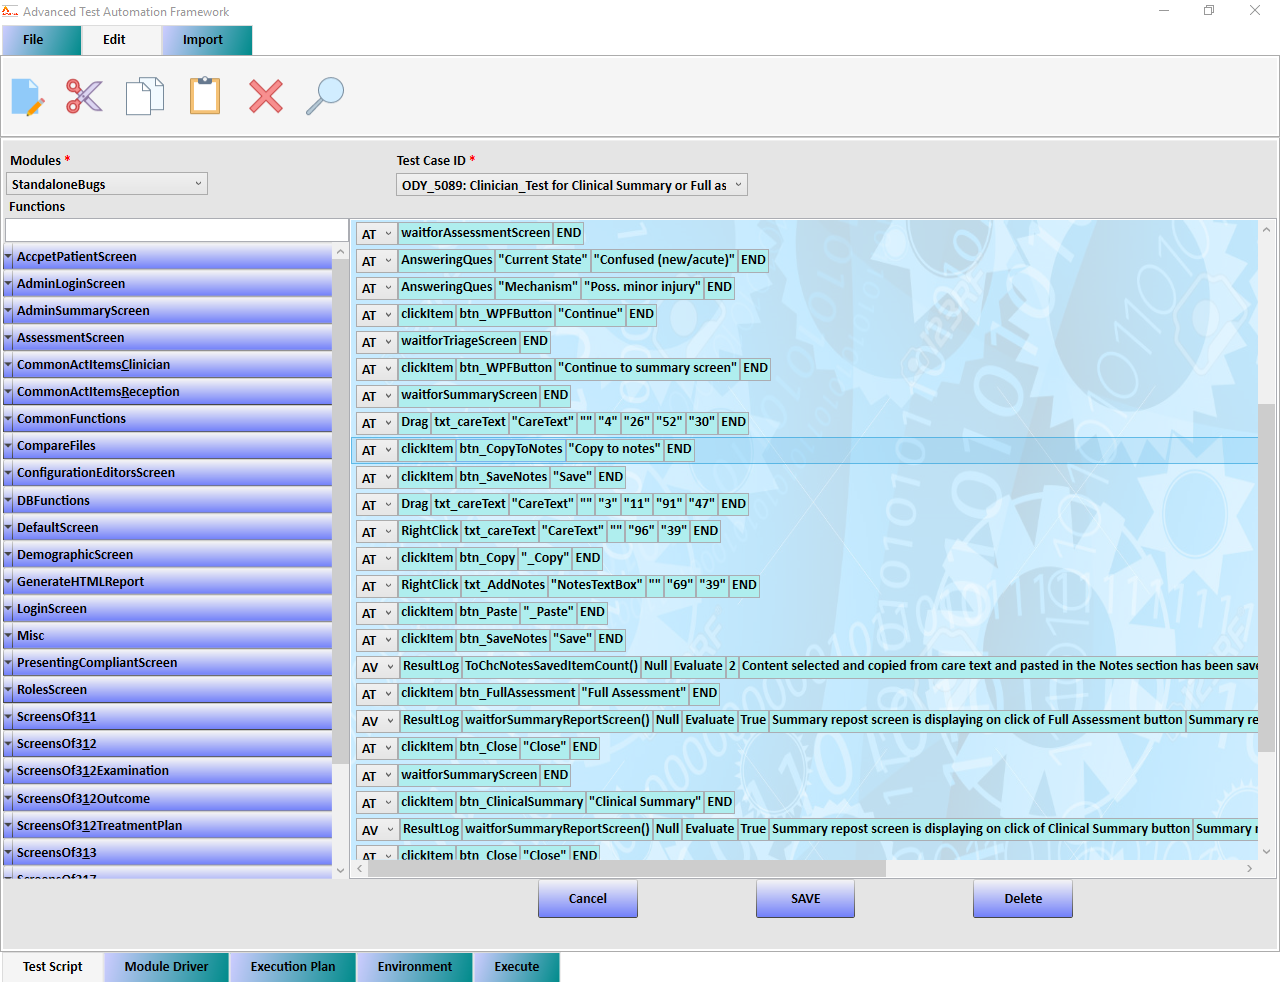 Advanced Test Automation Framework
File Edit Import
Modules *
Test Case ID *
StandaloneBugs
ODY_5089: Clinician_Test for Clinical Summary or Full as
Functions
AccpetPatientScreen
AdminLoginScreen
AdminSummaryScreen
AssessmentScreen
CommonActItemsClinician
CommonActItemsReception
CommonFunctions
CompareFiles
ConfigurationEditorsScreen
DBFunctions
DefaultScreen
DemographicScreen
GenerateHTMLReport
LoginScreen
Misc
PresentingCompliantScreen
RolesScreen
ScreensOf311
ScreensOf312
ScreensOf312Examination
ScreensOf312Outcome
ScreensOf312TreatmentPlan
ScreensOf313
ScreensOf317
AT waitforAssessmentScreen END
AT AnsweringQues "Current State" "Confused (new/acute)" END
AT AnsweringQues "Mechanism" "Poss. minor injury" END
AT clickItem btn_WPFButton "Continue" END
AT waitforTriageScreen END
AT clickItem btn_WPFButton "Continue to summary screen" END
AT waitforSummaryScreen END
AT Drag txt_careText "CareText" "" "4" "26" "52" "30" END
AT clickItem btn_CopyToNotes "Copy to notes" END
AT clickItem btn_SaveNotes "Save" END
AT Drag txt_careText "CareText" "" "3" "11" "91" "47" END
AT RightClick txt_careText "CareText" "" "96" "39" END
AT clickItem btn_Copy "_Copy" END
AT RightClick txt_AddNotes "NotesTextBox" "" "69" "39" END
AT clickItem btn_Paste "_Paste" END
AT clickItem btn_SaveNotes "Save" END
AV ResultLog ToChcNotesSavedItemCount() Null Evaluate 2 Content selected and copied from care text and pasted in the Notes section has been save
AT clickItem btn_FullAssessment "Full Assessment" END
AV ResultLog waitforSummaryReportScreen() Null Evaluate True Summary repost screen is displaying on click of Full Assessment button Summary re
AT clickItem btn_Close "Close" END
AT waitforSummaryScreen END
AT clickItem btn_ClinicalSummary "Clinical Summary" END
AV ResultLog waitforSummaryReportScreen() Null Evaluate True Summary repost screen is displaying on click of Clinical Summary button Summary r
AT clickItem btn_Close "Close" END
Cancel SAVE Delete
Test Script Module Driver Execution Plan Environment Execute